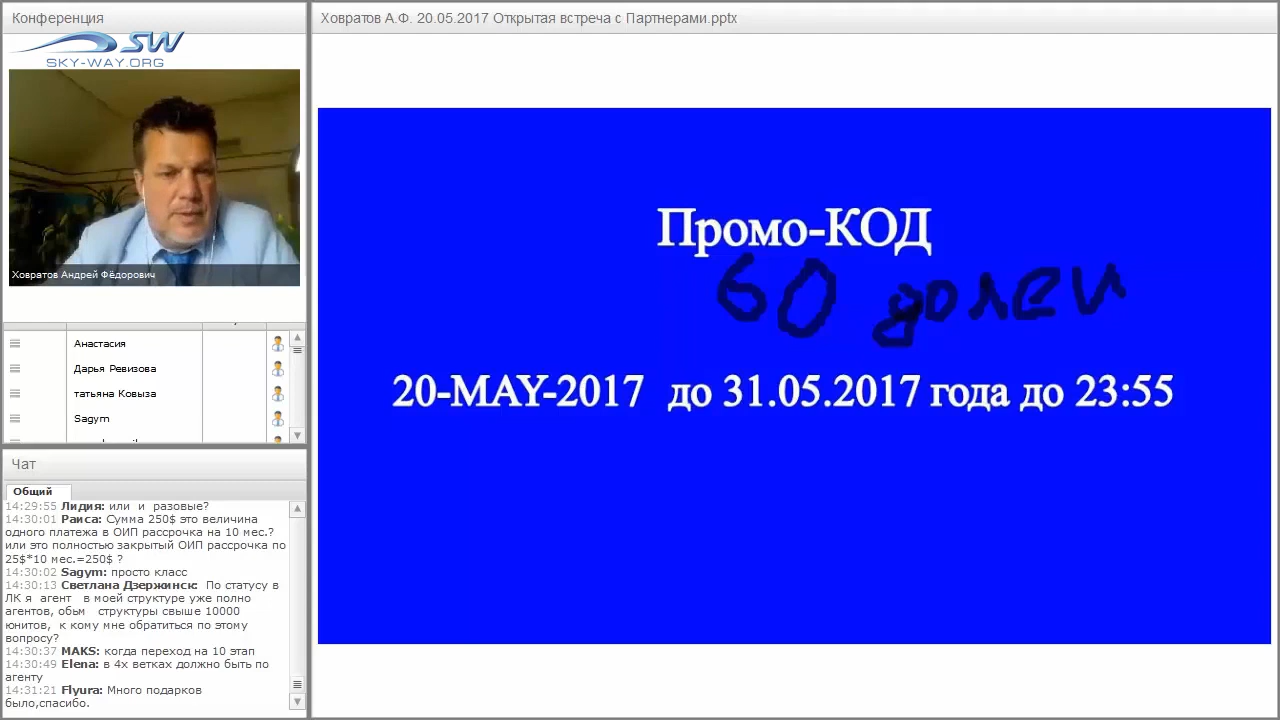 Конференция
SW
SKY-WAY.ORG
Ховратов Андрей Фёдорович
Анастасия
Дарья Ревизова
татьяна Ковыза
Sagym
Чат
Общий
14:29:55 Лидия: или и разовые?
14:30:01 Раиса: Сумма 250$ это величина
одного платежа в ОИП рассрочка на 10 мес.?
или это полностью закрытый ОИП рассрочка по
25$*10 мес.=250$ ?
14:30:02 Sagym: просто класс
14:30:13 Светлана Дзержинск: По статусу в
ЛК я агент в моей структуре уже полно
агентов, обьм структуры свыше 10000
юнитов, к кому мне обратиться по этому
вопросу?
14:30:37 MAKS: когда переход на 10 этап
14:30:49 Elena: в 4х ветках должно быть по
агенту
14:31:21 Flyura: Много подарков
было,спасибо.
Ховратов А.Ф. 20.05.2017 Открытая встреча с Партнерами.pptx
Промо-КОД
60 долей
20-MAY-2017 до 31.05.2017 года до 23:55